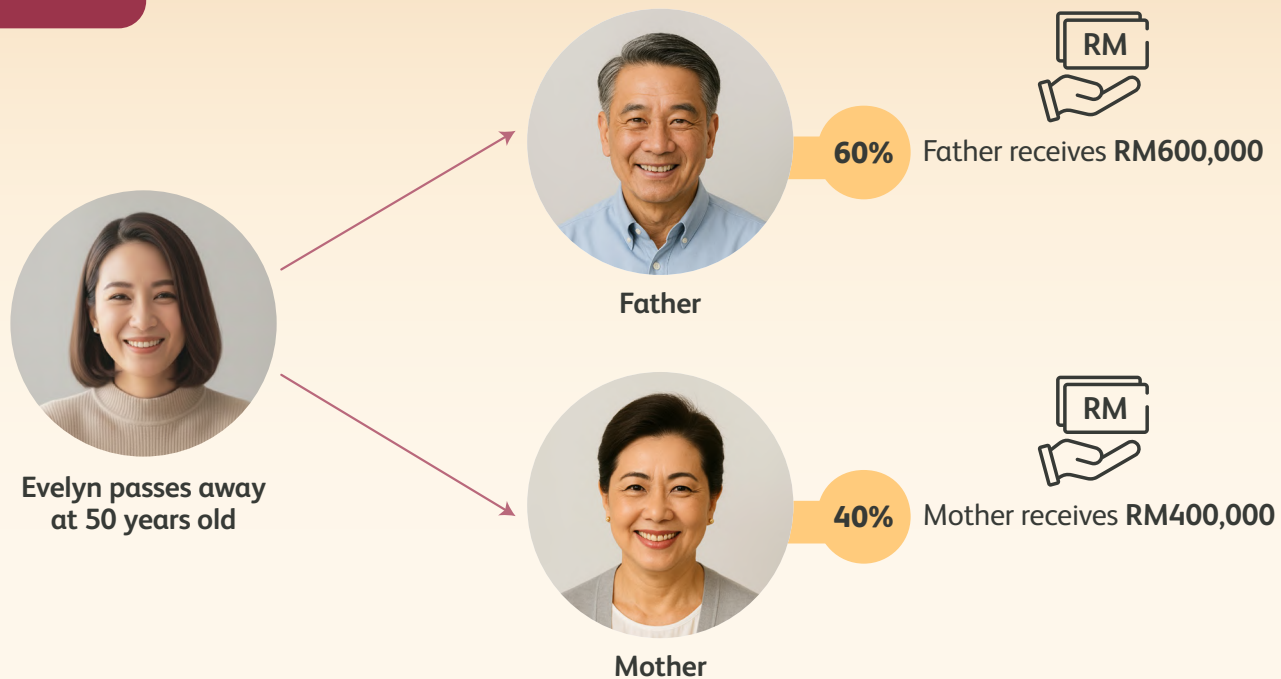 RM
60% Father receives RM600,000
Father
Evelyn passes away
at 50 years old
RM
40% Mother receives RM400,000
Mother